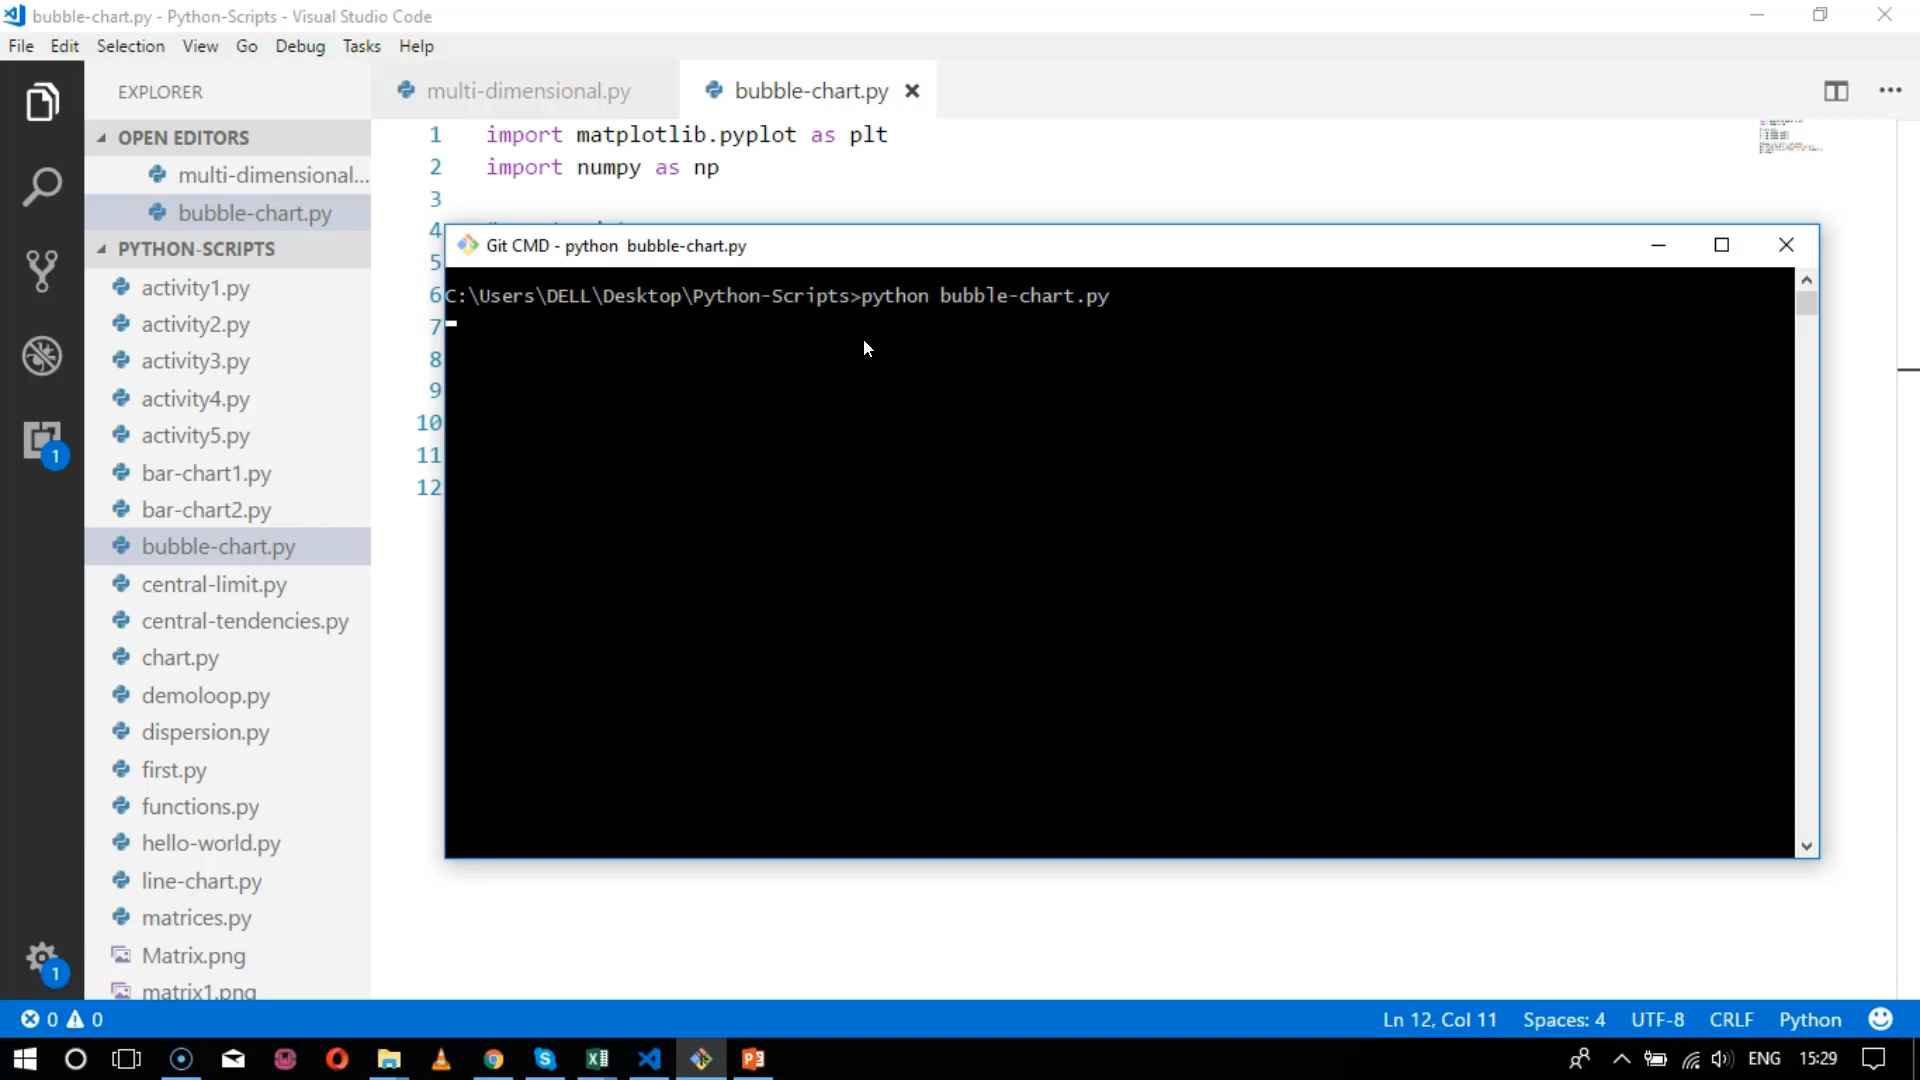 bubble-chart.py - Python-Scripts - Visual Studio Code
File Edit Selection View Go Debug Tasks Help
EXPLORER
multi-dimensional.py
bubble-chart.py
OPEN EDITORS
multi-dimensional...
bubble-chart.py
PYTHON-SCRIPTS
activity1.py
activity2.py
activity3.py
activity4.py
activity5.py
bar-chart1.py
bar-chart2.py
bubble-chart.py
central-limit.py
central-tendencies.py
chart.py
demoloop.py
dispersion.py
first.py
functions.py
hello-world.py
line-chart.py
matrices.py
Matrix.png
matrix1.png
1 import matplotlib.pyplot as plt
2 import numpy as np
3
4
5
6
7
8
9
10
11
12
Git CMD - python bubble-chart.py
C:\Users\DELL\Desktop\Python-Scripts>python bubble-chart.py
1
1
0 0
Ln 12, Col 11 Spaces: 4 UTF-8 CRLF Python
ENG 15:29